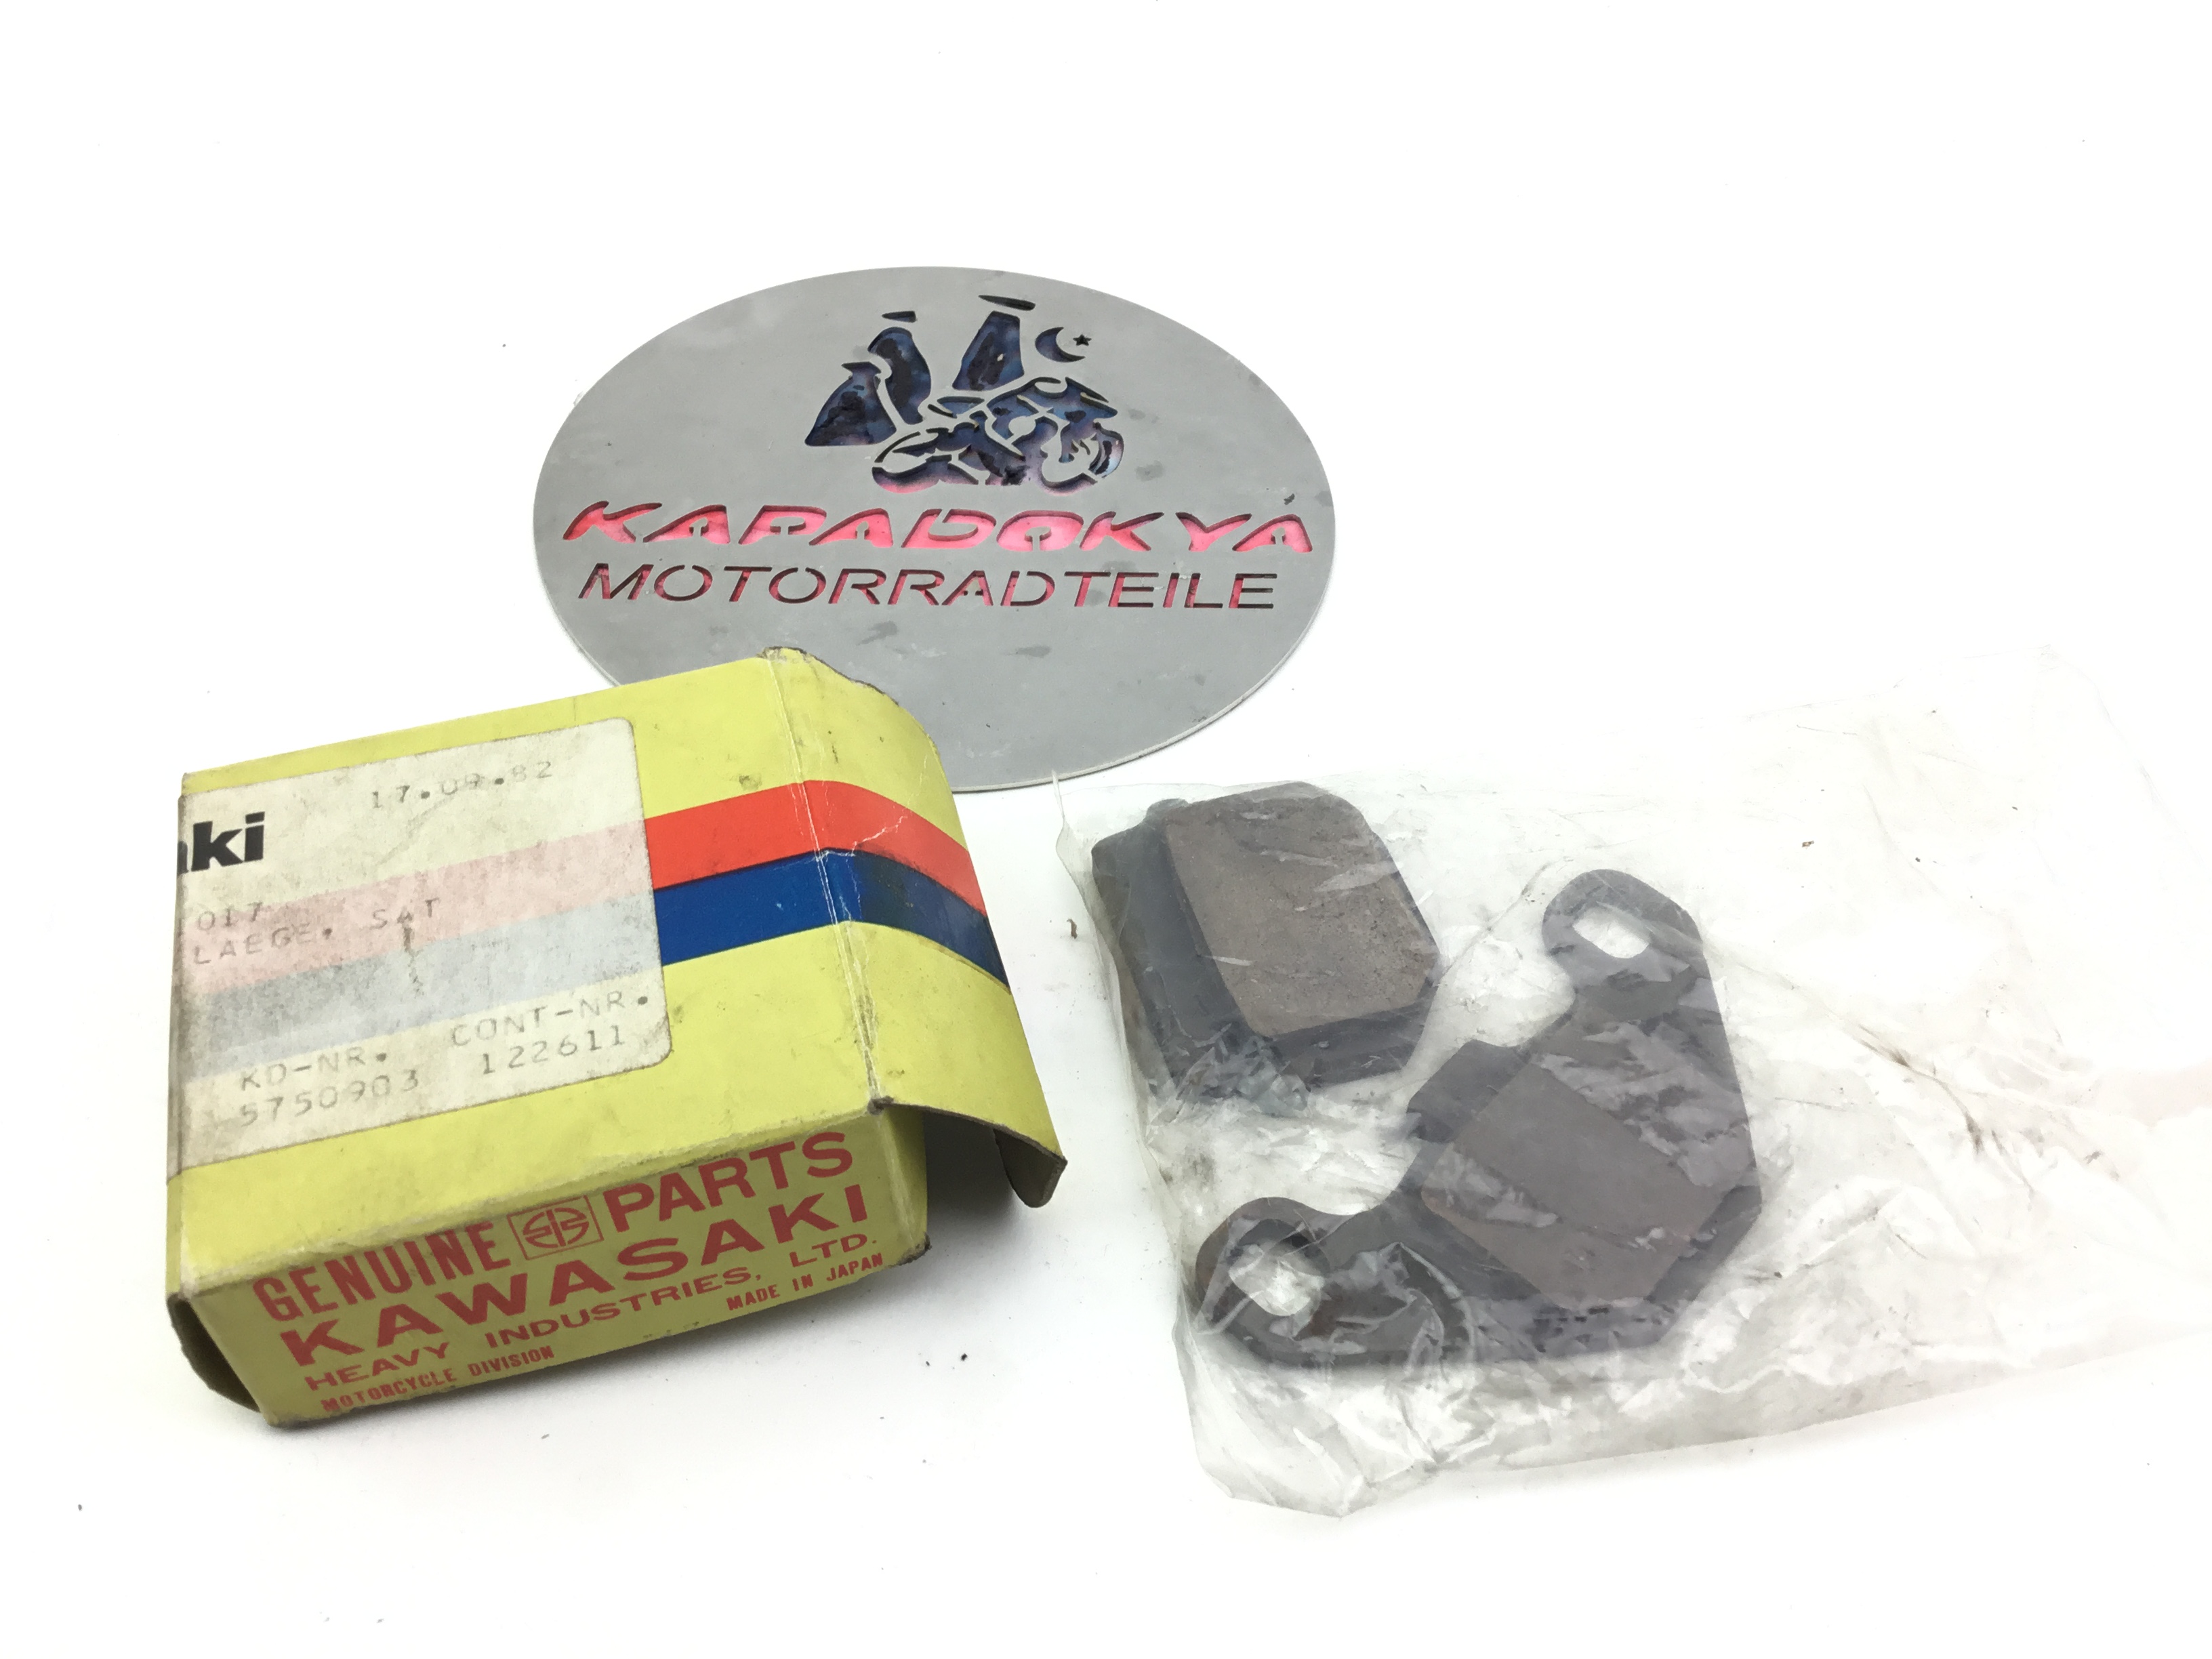 KAPADOKYA
MOTORRADTEILE
17.09.82
aki
017
LAEGE, SAT
KD-NR. CONT-NR.
5750903 122611
GENUINE PARTS
KAWASAKI
HEAVY INDUSTRIES, LTD.
MOTORCYCLE DIVISION MADE IN JAPAN